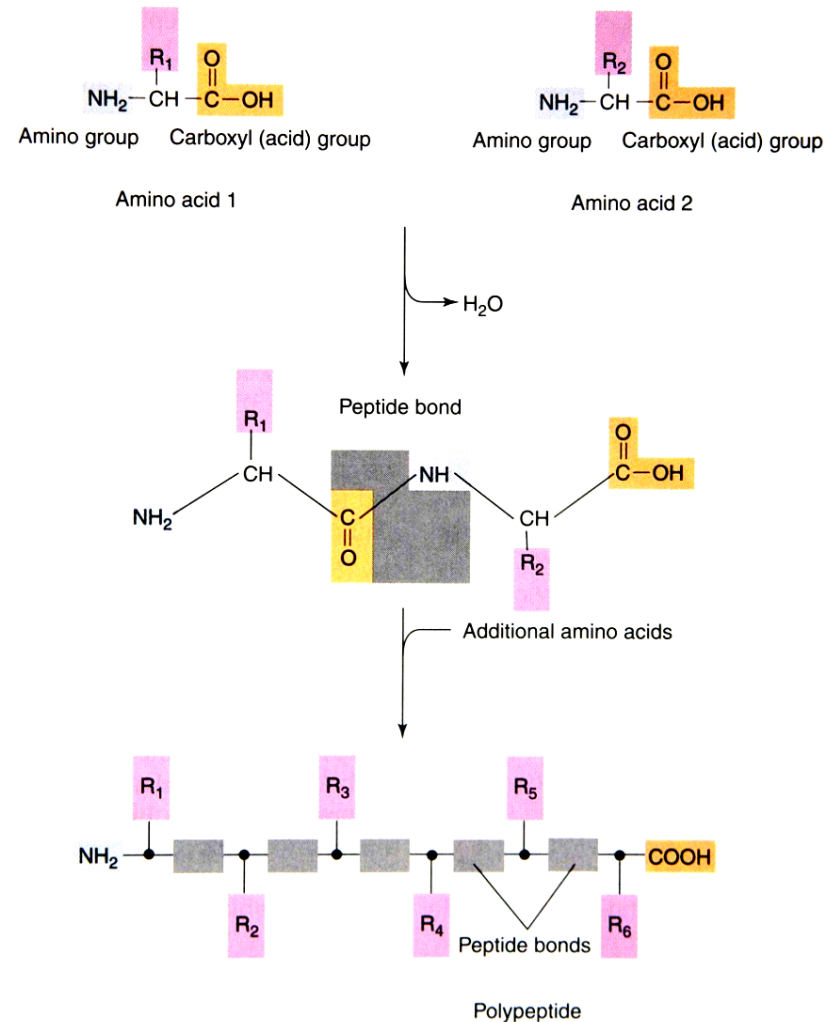 R₁ O
NH₂—CH—C—OH
Amino group Carboxyl (acid) group
Amino acid 1
R₂ O
NH₂—CH—C—OH
Amino group Carboxyl (acid) group
Amino acid 2
H₂O
Peptide bond
R₁
O
NH
C—OH
CH
NH₂
C
CH
O
R₂
Additional amino acids
R₁ R₃ R₅
NH₂ COOH
R₂ R₄ R₆
Peptide bonds
Polypeptide